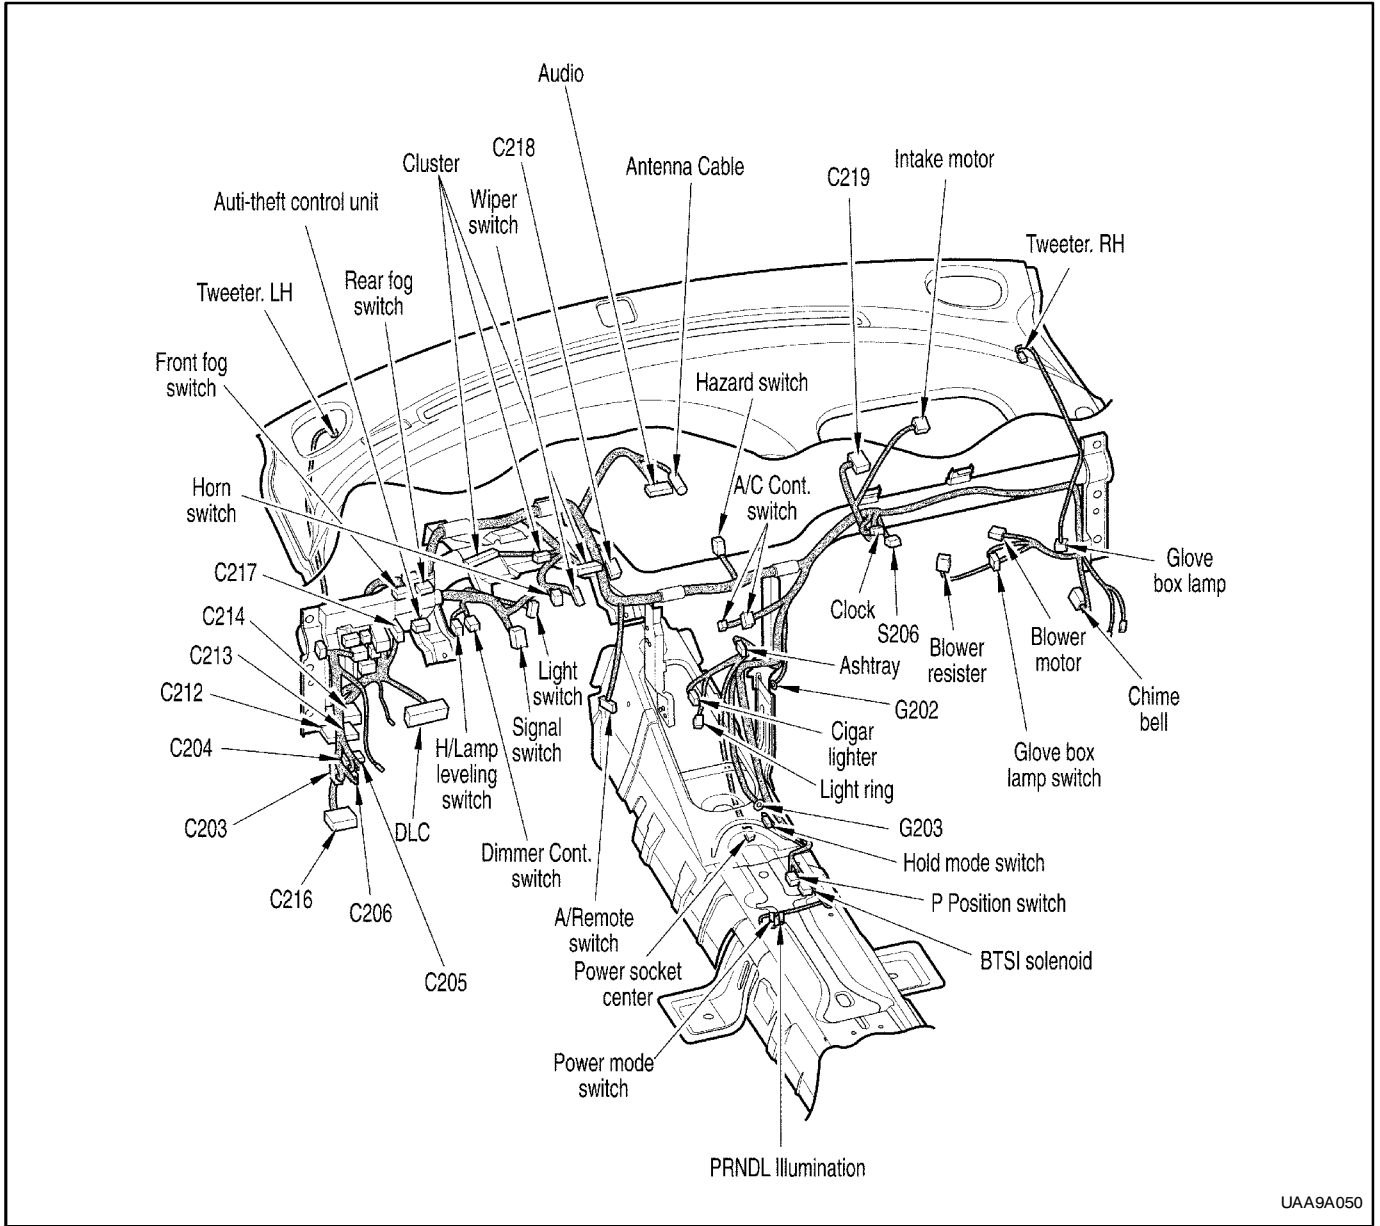 Audio
C218
Cluster
Antenna Cable
Intake motor
C219
Wiper
switch
Auti-theft control unit
Tweeter. RH
Rear fog
switch
Tweeter. LH
Front fog
switch
Hazard switch
A/C Cont.
switch
Horn
switch
Glove
box lamp
C217
C214
C213
C212
C204
C203
C216
C206
C205
DLC
H/Lamp
leveling
switch
Signal
switch
Light
switch
Dimmer Cont.
switch
A/Remote
switch
Clock
S206
Blower
resister
Blower
motor
Chime
bell
Ashtray
G202
Cigar
lighter
Glove box
lamp switch
Light ring
G203
Hold mode switch
P Position switch
BTSI solenoid
Power socket
center
Power mode
switch
PRNDL Illumination
UAA9A050